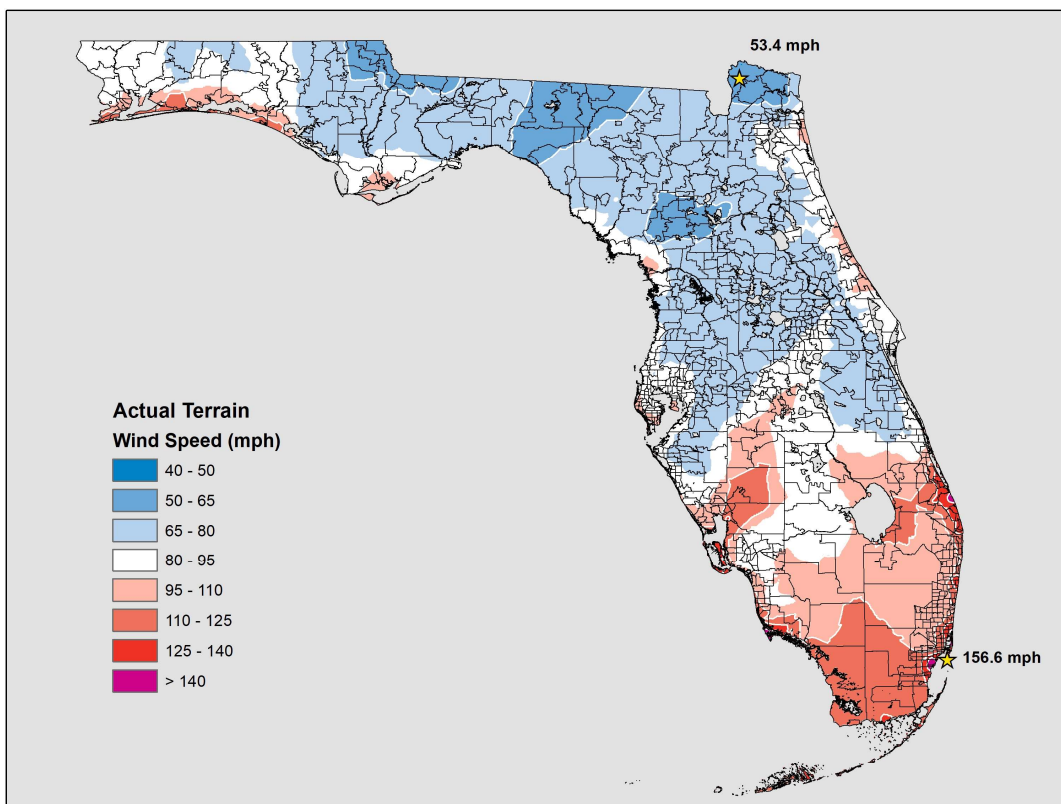 53.4 mph
Actual Terrain
Wind Speed (mph)
40 - 50
50 - 65
65 - 80
80 - 95
95 - 110
110 - 125
125 - 140
> 140
156.6 mph